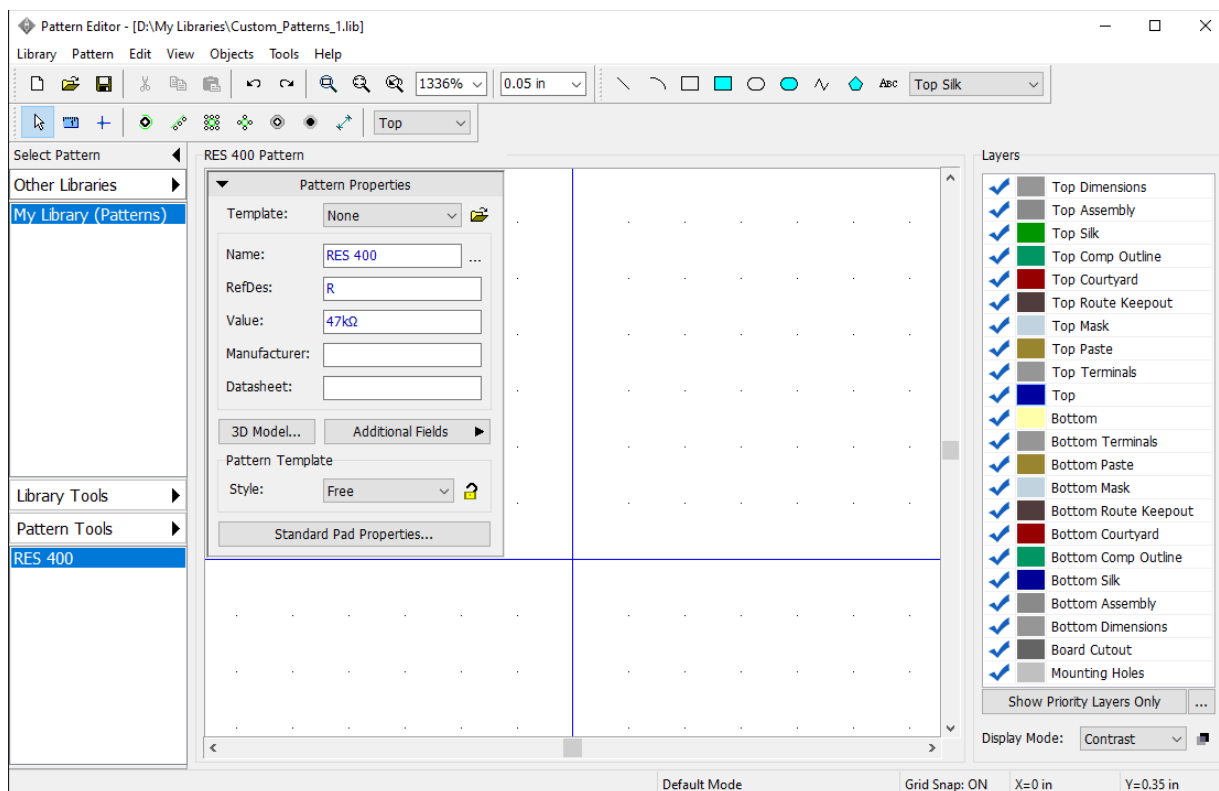 Pattern Editor - [D:\My Libraries\Custom_Patterns_1.lib]
Library Pattern Edit View Objects Tools Help
1336% 0.05 in ABC Top Silk
Top
Select Pattern
Other Libraries
My Library (Patterns)
Library Tools
Pattern Tools
RES 400
RES 400 Pattern
Pattern Properties
Template: None
Name: RES 400 ...
RefDes: R
Value: 47kΩ
Manufacturer:
Datasheet:
3D Model... Additional Fields
Pattern Template
Style: Free
Standard Pad Properties...
Layers
Top Dimensions
Top Assembly
Top Silk
Top Comp Outline
Top Courtyard
Top Route Keepout
Top Mask
Top Paste
Top Terminals
Top
Bottom
Bottom Terminals
Bottom Paste
Bottom Mask
Bottom Route Keepout
Bottom Courtyard
Bottom Comp Outline
Bottom Silk
Bottom Assembly
Bottom Dimensions
Board Cutout
Mounting Holes
Show Priority Layers Only ...
Display Mode: Contrast
Default Mode Grid Snap: ON X=0 in Y=0.35 in